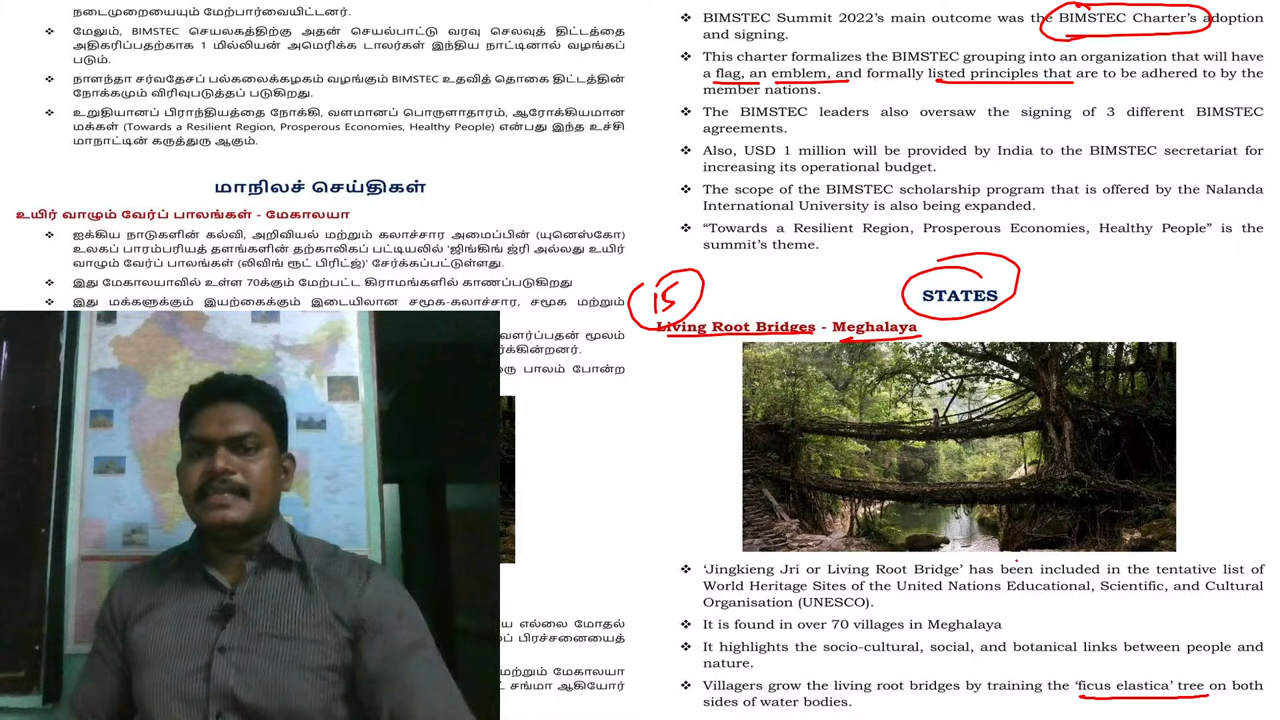 நடைமுறையையும் மேற்பார்வையிட்டனர்.
❖ மேலும், BIMSTEC செயலகத்திற்கு அதன் செயல்பாட்டு வரவு செலவுத் திட்டத்தை
அதிகரிப்பதற்காக 1 மில்லியன் அமெரிக்க டாலர்கள் இந்திய நாட்டினால் வழங்கப்
படும்.
❖ நாளந்தா சர்வதேசப் பல்கலைக்கழகம் வழங்கும் BIMSTEC உதவித் தொகை திட்டத்தின்
நோக்கமும் விரிவுபடுத்தப் படுகிறது.
❖ உறுதியானப் பிராந்தியத்தை நோக்கி, வளமானப் பொருளாதாரம், ஆரோக்கியமான
மக்கள் (Towards a Resilient Region, Prosperous Economies, Healthy People) என்பது இந்த உச்சி
மாநாட்டின் கருத்துரு ஆகும்.
மாநிலச் செய்திகள்
உயிர் வாழும் வேர்ப் பாலங்கள் - மேகாலயா
❖ ஐக்கிய நாடுகளின் கல்வி, அறிவியல் மற்றும் கலாச்சார அமைப்பின் (யுனெஸ்கோ)
உலகப் பாரம்பரியத் தளங்களின் தற்காலிகப் பட்டியலில் 'ஜிங்கிங் ஜ்ரி அல்லது உயிர்
வாழும் வேர்ப் பாலங்கள் (லிவிங் ரூட் பிரிட்ஜ்)' சேர்க்கப்பட்டுள்ளது.
❖ இது மேகாலயாவில் உள்ள 70க்கும் மேற்பட்ட கிராமங்களில் காணப்படுகிறது
❖ இது மக்களுக்கும் இயற்கைக்கும் இடையிலான சமூக-கலாச்சார, சமூக மற்றும்
வளர்ப்பதன் மூலம்
பாலம் போன்ற
எல்லை மோதல்
பிரச்சனையைத்
மற்றும் மேகாலயா
சங்மா ஆகியோர்
❖ BIMSTEC Summit 2022's main outcome was the BIMSTEC Charter's adoption
and signing.
❖ This charter formalizes the BIMSTEC grouping into an organization that will have
a flag, an emblem, and formally listed principles that are to be adhered to by the
member nations.
❖ The BIMSTEC leaders also oversaw the signing of 3 different BIMSTEC
agreements.
❖ Also, USD 1 million will be provided by India to the BIMSTEC secretariat for
increasing its operational budget.
❖ The scope of the BIMSTEC scholarship program that is offered by the Nalanda
International University is also being expanded.
❖ “Towards a Resilient Region, Prosperous Economies, Healthy People” is the
summit's theme.
STATES
15
Living Root Bridges - Meghalaya
❖ ‘Jingkieng Jri or Living Root Bridge’ has been included in the tentative list of
World Heritage Sites of the United Nations Educational, Scientific, and Cultural
Organisation (UNESCO).
❖ It is found in over 70 villages in Meghalaya
❖ It highlights the socio-cultural, social, and botanical links between people and
nature.
❖ Villagers grow the living root bridges by training the ‘ficus elastica’ tree on both
sides of water bodies.